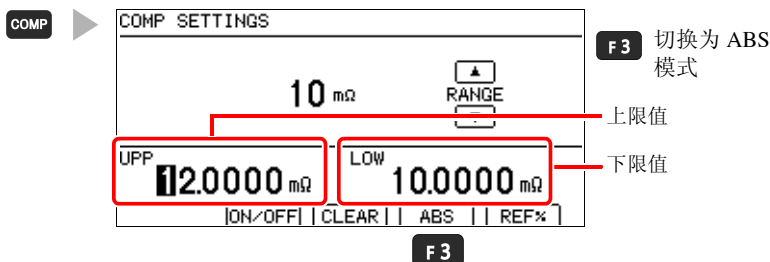 COMP
COMP SETTINGS
F3 切换为 ABS
模式
10 mΩ
RANGE
上限值
UPP 12.0000 mΩ
LOW 10.0000 mΩ
下限值
ON/OFF CLEAR ABS REF%
F3